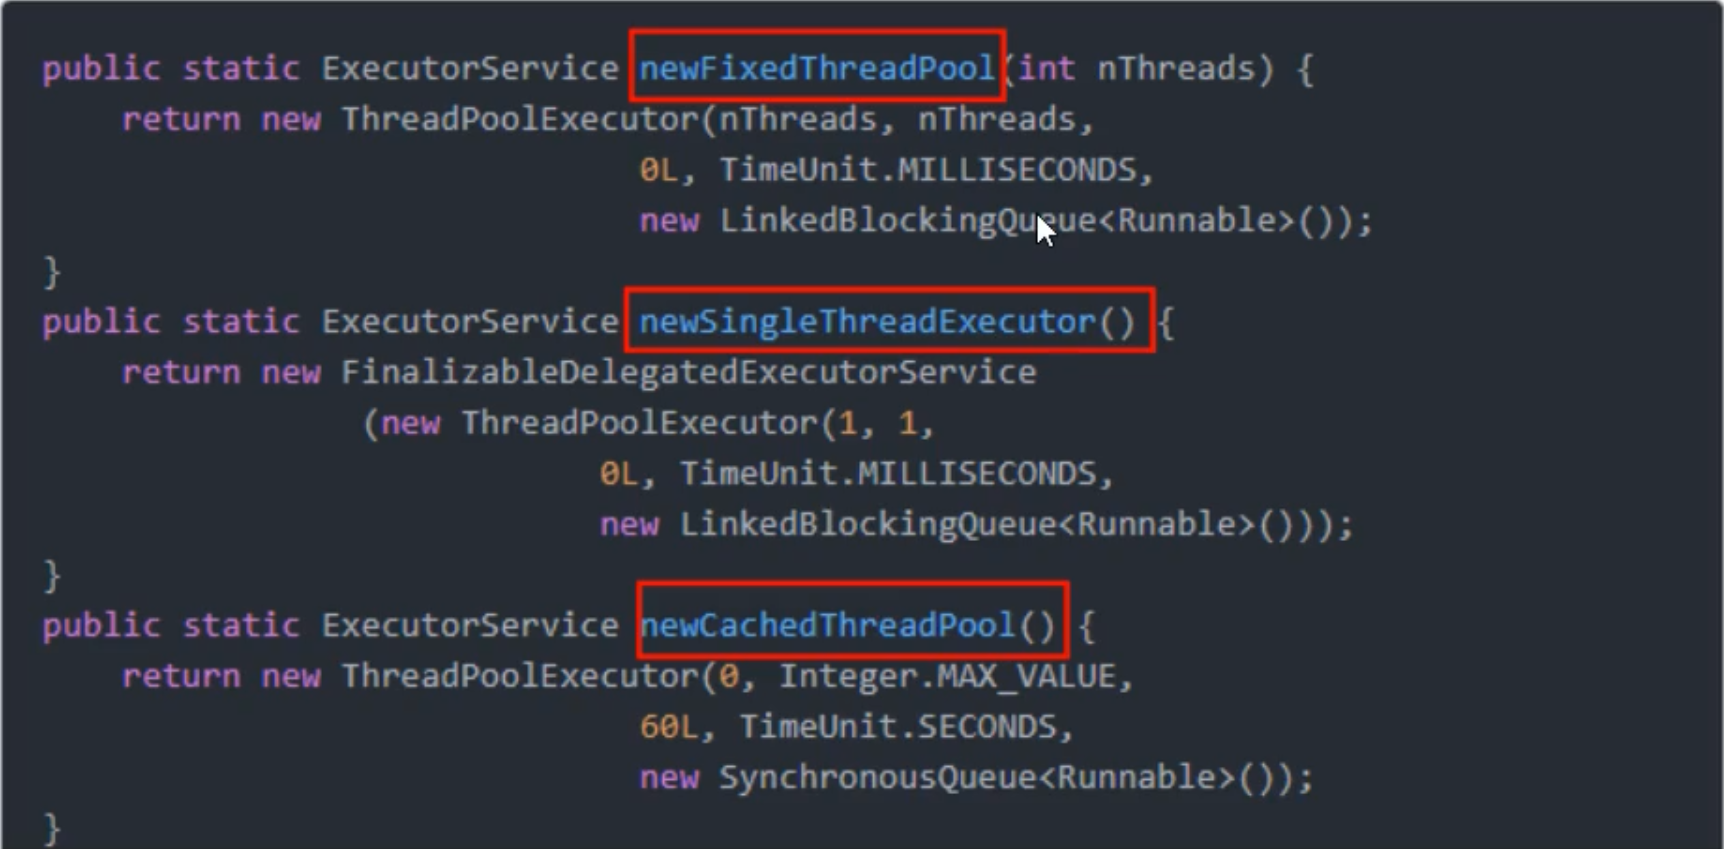 public static ExecutorService newFixedThreadPool(int nThreads) {
    return new ThreadPoolExecutor(nThreads, nThreads,
                                  0L, TimeUnit.MILLISECONDS,
                                  new LinkedBlockingQueue<Runnable>());
}
public static ExecutorService newSingleThreadExecutor() {
    return new FinalizableDelegatedExecutorService
                (new ThreadPoolExecutor(1, 1,
                            0L, TimeUnit.MILLISECONDS,
                            new LinkedBlockingQueue<Runnable>()));
}
public static ExecutorService newCachedThreadPool() {
    return new ThreadPoolExecutor(0, Integer.MAX_VALUE,
                                  60L, TimeUnit.SECONDS,
                                  new SynchronousQueue<Runnable>());
}